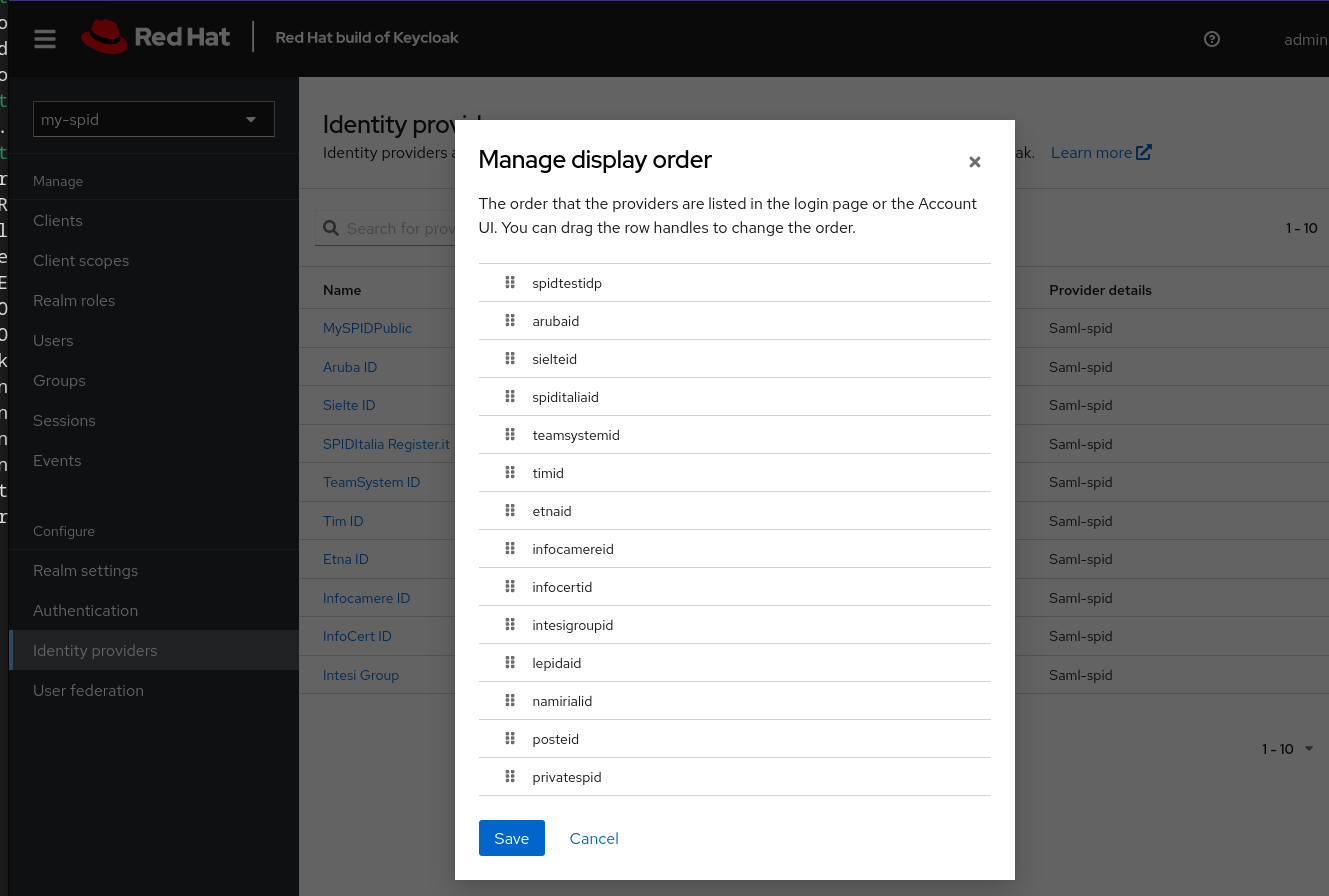 Red Hat
Red Hat build of Keycloak
admin
my-spid
Manage
Clients
Client scopes
Realm roles
Users
Groups
Sessions
Events
Configure
Realm settings
Authentication
Identity providers
User federation
Identity
Identity providers
Learn more
Search for
1 - 10
Name
Provider details
MySPIDPublic
Saml-spid
Aruba ID
Saml-spid
Sielte ID
Saml-spid
SPIDItalia Register.it
Saml-spid
TeamSystem ID
Saml-spid
Tim ID
Saml-spid
Etna ID
Saml-spid
Infocamere ID
Saml-spid
InfoCert ID
Saml-spid
Intesi Group
Saml-spid
1 - 10
Manage display order
The order that the providers are listed in the login page or the Account
UI. You can drag the row handles to change the order.
spidtestidp
arubaid
sielteid
spiditaliaid
teamsystemid
timid
etnaid
infocamereid
infocertid
intesigroupid
lepidaid
namirialid
posteid
privatespid
Save
Cancel